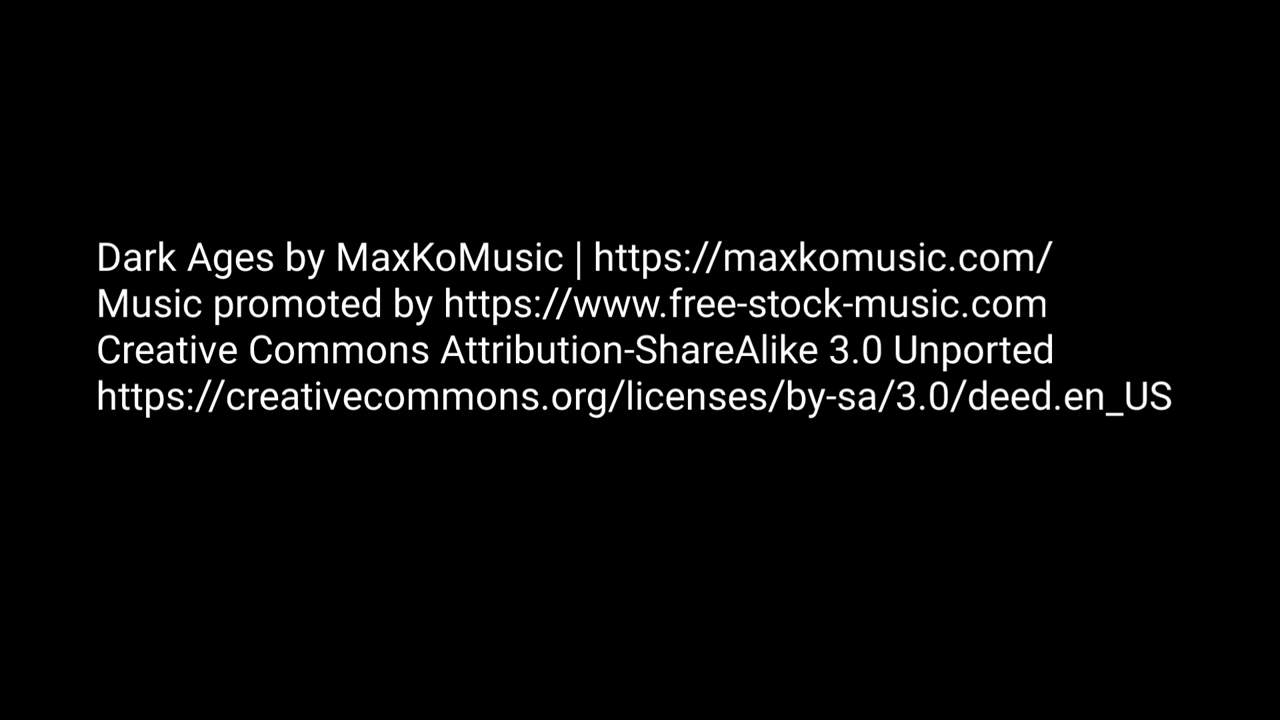 Dark Ages by MaxKoMusic | https://maxkomusic.com/
Music promoted by https://www.free-stock-music.com
Creative Commons Attribution-ShareAlike 3.0 Unported
https://creativecommons.org/licenses/by-sa/3.0/deed.en_US